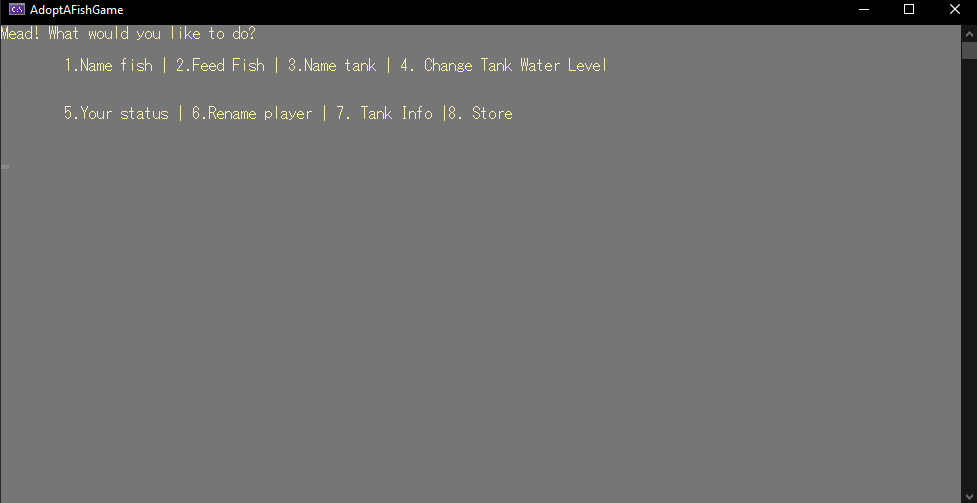 AdoptAFishGame
Mead! What would you like to do?
1.Name fish | 2.Feed Fish | 3.Name tank | 4. Change Tank Water Level
5.Your status | 6.Rename player | 7. Tank Info |8. Store